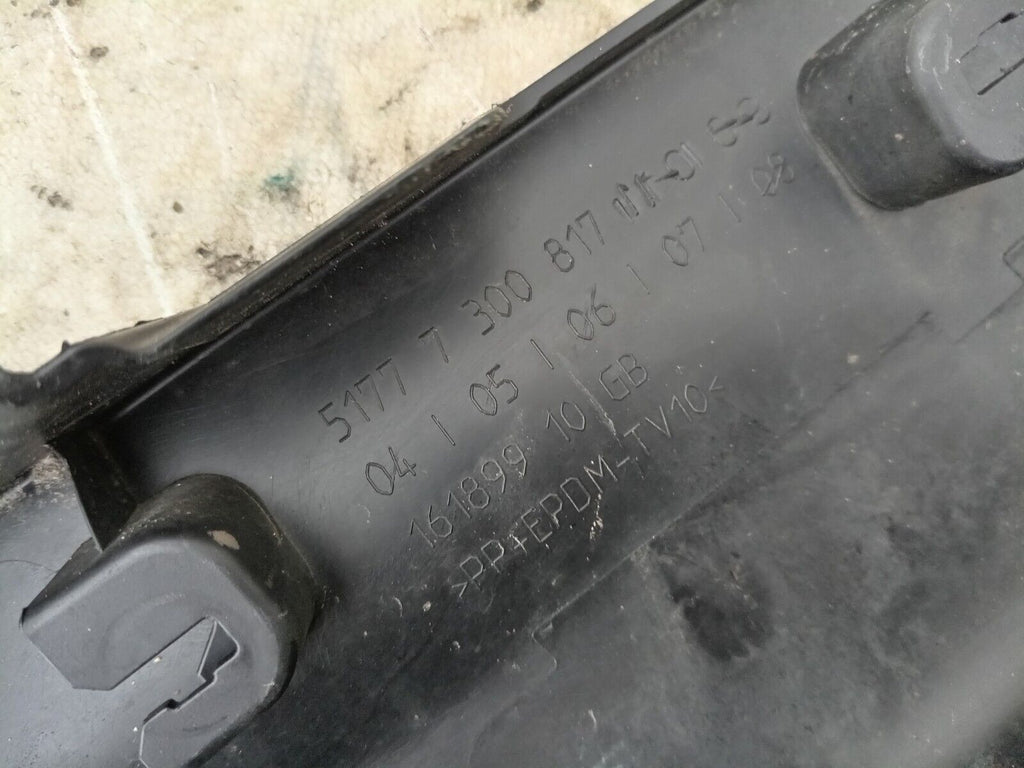 5177 7 300 817
04 | 05 | 06 | 07 | 08
161899 10 GB
>PP+EPDM-TV10<